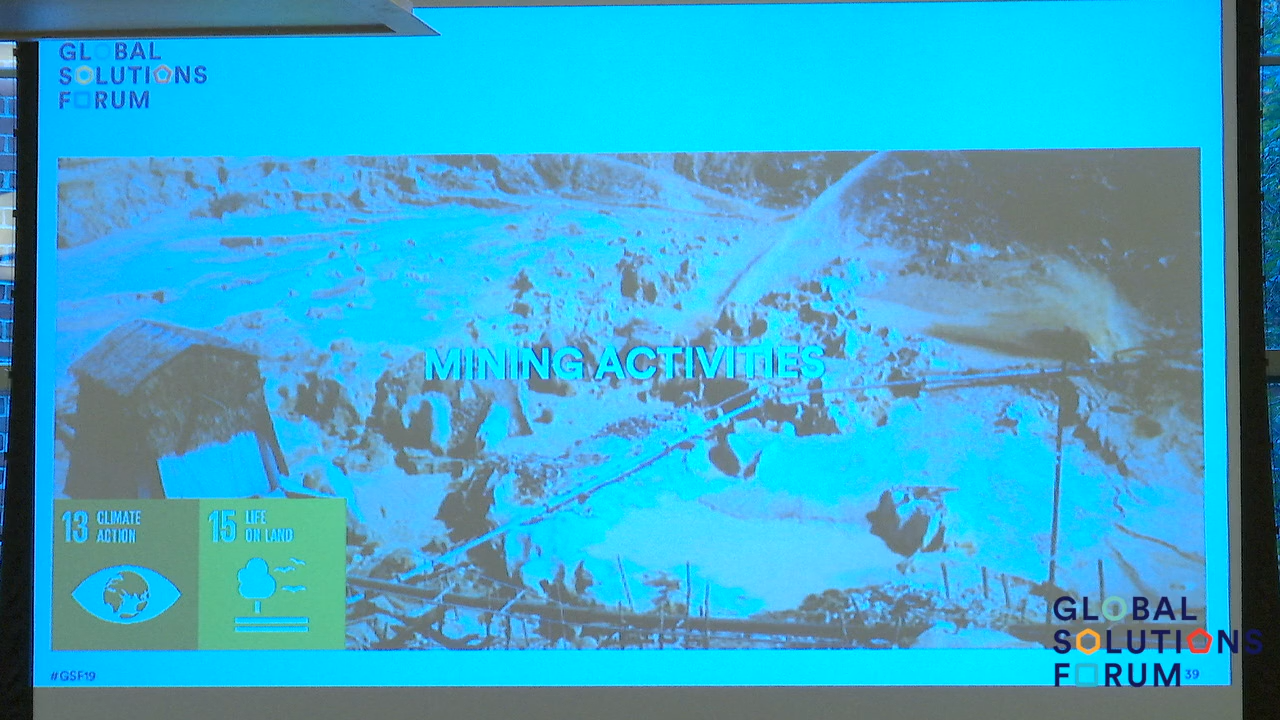 GLOBAL
SOLUTIONS
FORUM
MINING ACTIVITIES
13 CLIMATE
ACTION
15 LIFE
ON LAND
#GSF19
39
GLOBAL
SOLUTIONS
FORUM